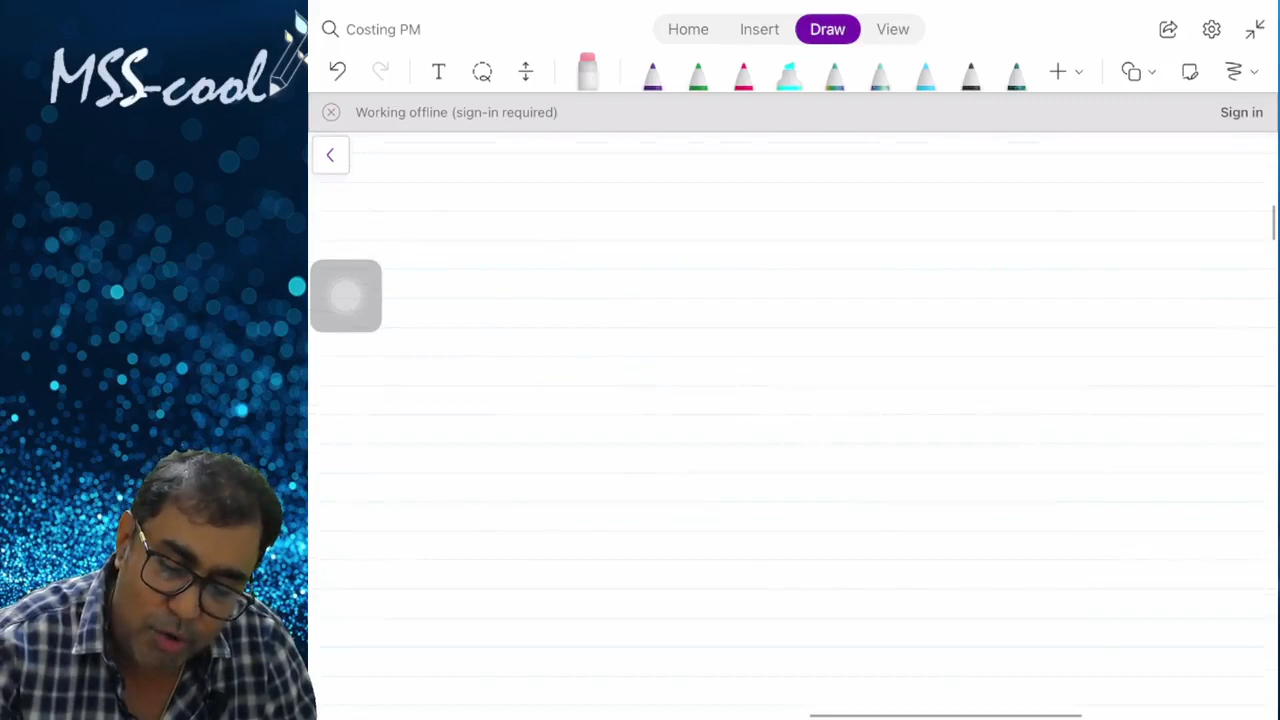 MSS-cool
Costing PM
Home Insert Draw View
T
Working offline (sign-in required) Sign in